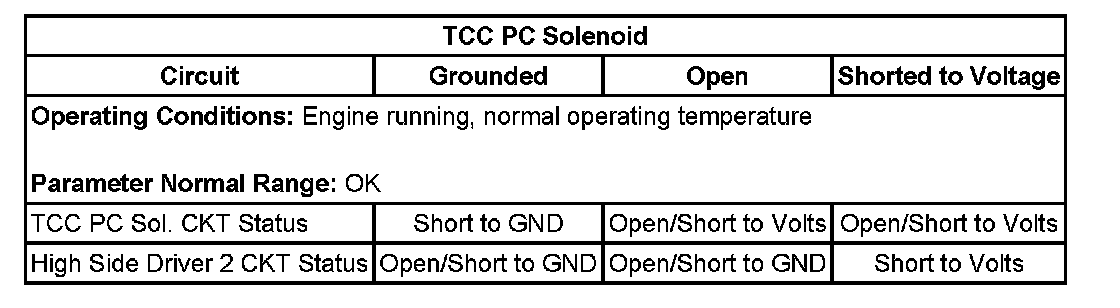 TCC PC Solenoid
Circuit Grounded Open Shorted to Voltage
Operating Conditions: Engine running, normal operating temperature
Parameter Normal Range: OK
TCC PC Sol. CKT Status Short to GND Open/Short to Volts Open/Short to Volts
High Side Driver 2 CKT Status Open/Short to GND Open/Short to GND Short to Volts